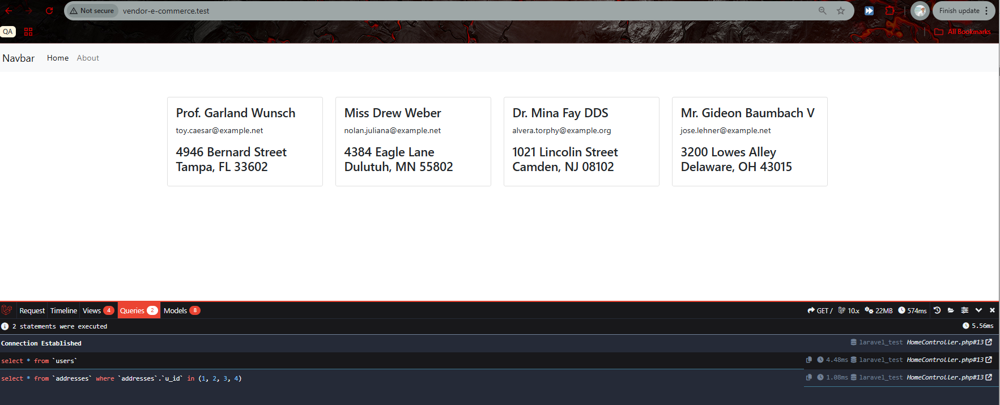 Not secure vendor-e-commerce.test Finish update
QA All Bookmarks
Navbar Home About
Prof. Garland Wunsch
toy.caesar@example.net
4946 Bernard Street
Tampa, FL 33602
Miss Drew Weber
nolan.juliana@example.net
4384 Eagle Lane
Dulutuh, MN 55802
Dr. Mina Fay DDS
alvera.torphy@example.org
1021 Lincolin Street
Camden, NJ 08102
Mr. Gideon Baumbach V
jose.lehner@example.net
3200 Lowes Alley
Delaware, OH 43015
Request Timeline Views 4 Queries 2 Models 8 GET / 10.x 22MB 574ms
2 statements were executed 5.56ms
Connection Established laravel_test HomeController.php#13
select * from `users` 4.48ms laravel_test HomeController.php#13
select * from `addresses` where `addresses`.`u_id` in (1, 2, 3, 4) 1.08ms laravel_test HomeController.php#13